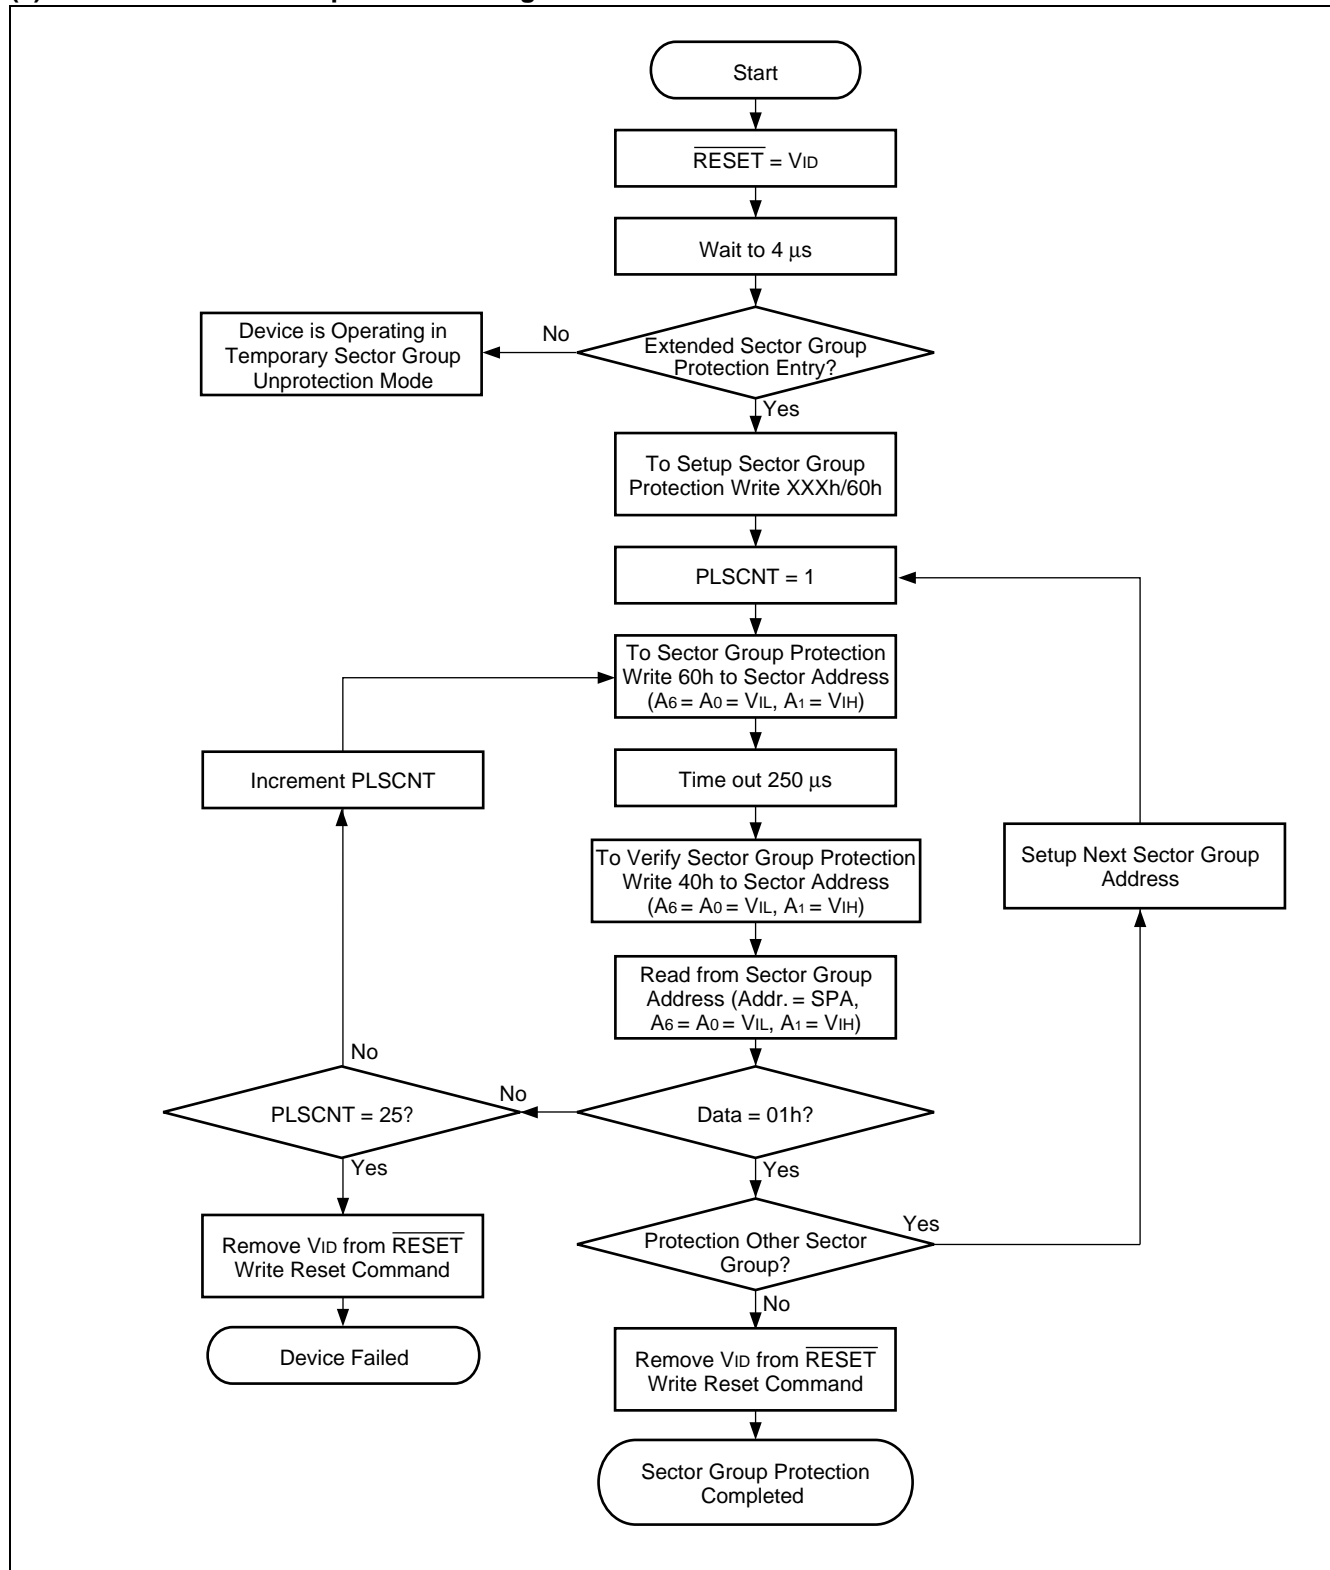 Start
RESET = VID
Wait to 4 μs
Extended Sector Group
Protection Entry?
No
Device is Operating in
Temporary Sector Group
Unprotection Mode
Yes
To Setup Sector Group
Protection Write XXXh/60h
PLSCNT = 1
To Sector Group Protection
Write 60h to Sector Address
(A6 = A0 = VIL, A1 = VIH)
Increment PLSCNT
Time out 250 μs
To Verify Sector Group Protection
Write 40h to Sector Address
(A6 = A0 = VIL, A1 = VIH)
Setup Next Sector Group
Address
Read from Sector Group
Address (Addr. = SPA,
A6 = A0 = VIL, A1 = VIH)
No
PLSCNT = 25?
No
Data = 01h?
Yes
Yes
Remove VID from RESET
Write Reset Command
Protection Other Sector
Group?
Yes
No
Device Failed
Remove VID from RESET
Write Reset Command
Sector Group Protection
Completed